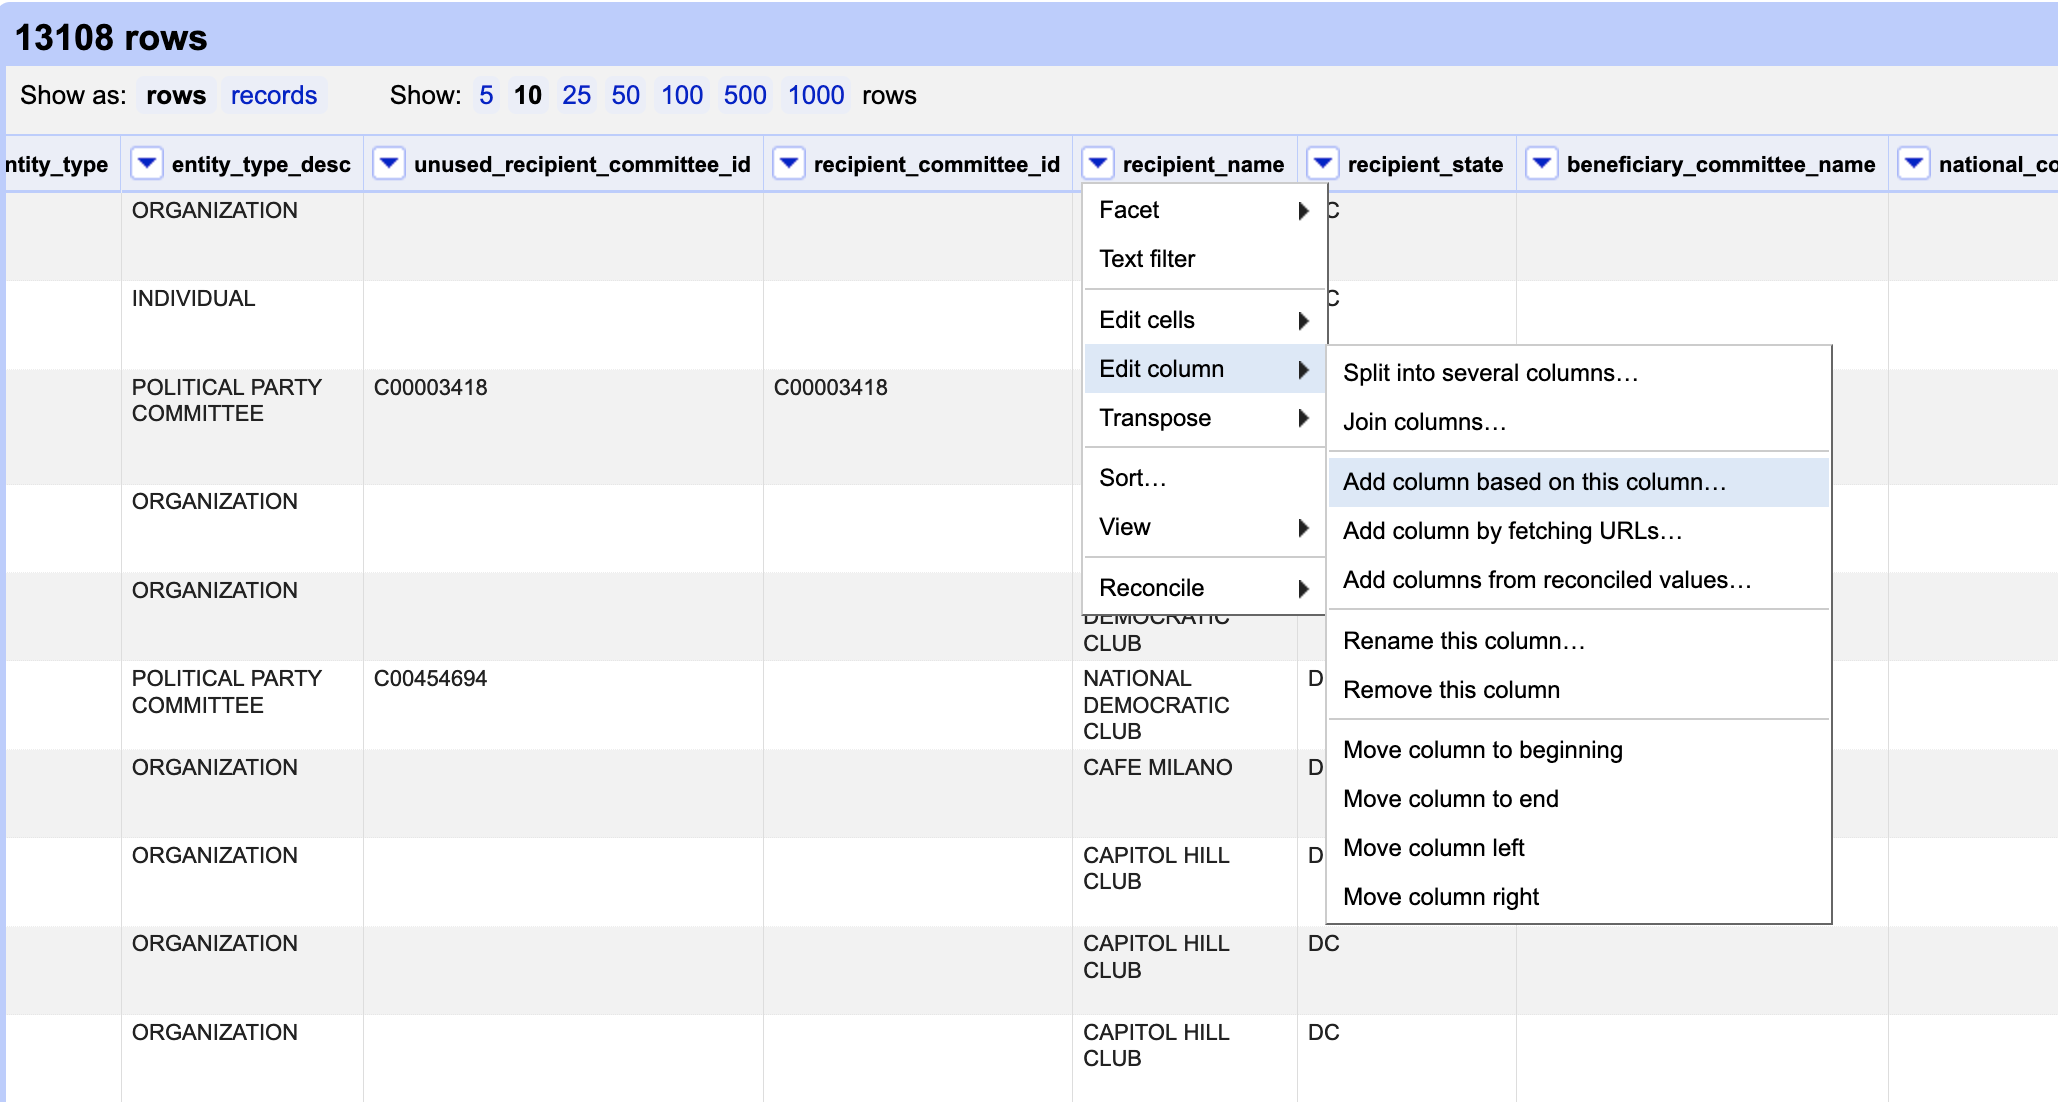 13108 rows
Show as: rows records Show: 5 10 25 50 100 500 1000 rows
ntity_type entity_type_desc unused_recipient_committee_id recipient_committee_id recipient_name recipient_state beneficiary_committee_name national_co
ORGANIZATION
INDIVIDUAL
POLITICAL PARTY
COMMITTEE
C00003418
C00003418
ORGANIZATION
ORGANIZATION
DEMOCRATIC
CLUB
POLITICAL PARTY
COMMITTEE
C00454694
NATIONAL
DEMOCRATIC
CLUB
D
ORGANIZATION
CAFE MILANO
D
ORGANIZATION
CAPITOL HILL
CLUB
D
ORGANIZATION
CAPITOL HILL
CLUB
DC
ORGANIZATION
CAPITOL HILL
CLUB
DC
Facet
Text filter
Edit cells
Edit column
Transpose
Sort…
View
Reconcile
Split into several columns…
Join columns…
Add column based on this column…
Add column by fetching URLs…
Add columns from reconciled values…
Rename this column…
Remove this column
Move column to beginning
Move column to end
Move column left
Move column right